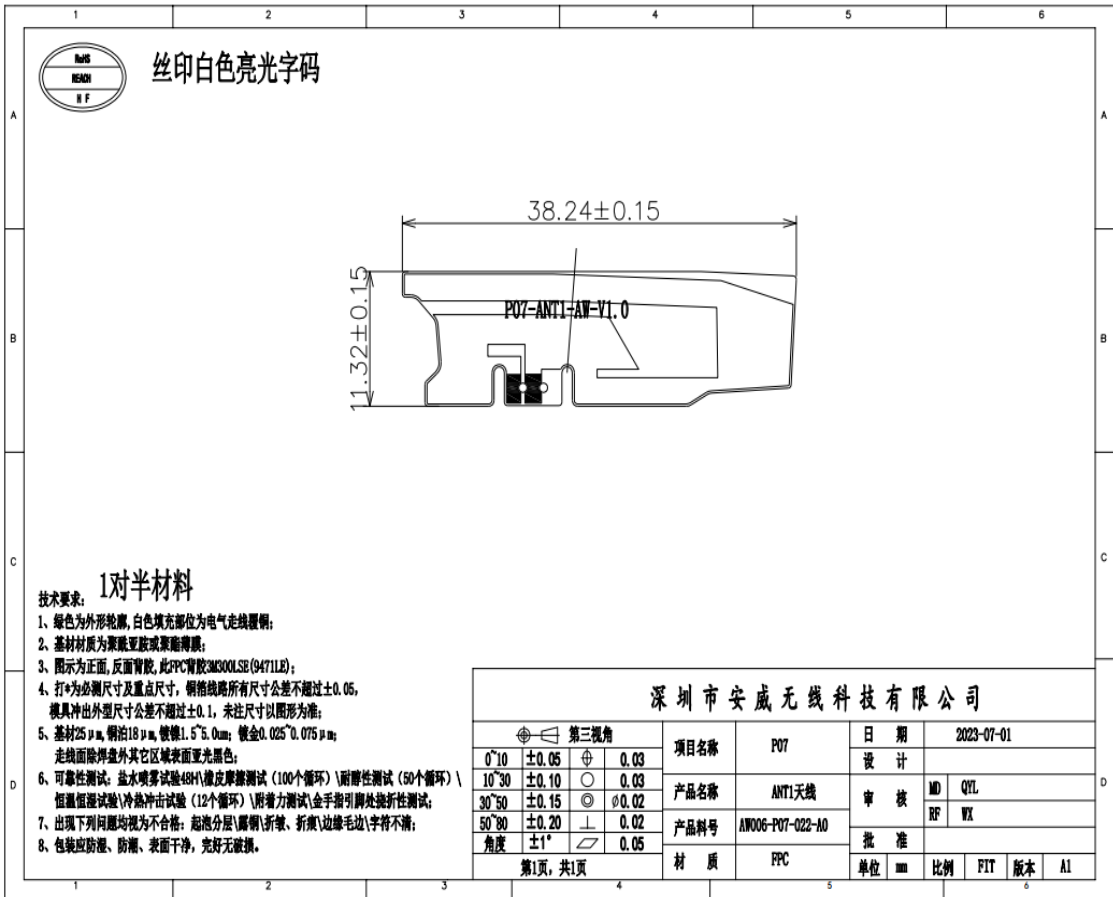 1 2 3 4 5 6
RoHS
REACH
H F
丝印白色亮光字码
A A
38.24±0.15
11.32±0.15
P07-ANT1-AW-V1.0
B B
C C
1对半材料
技术要求:
1、绿色为外形轮廓,白色填充部位为电气走线覆铜;
2、基材材质为聚酰亚胺或聚酯薄膜;
3、图示为正面,反面背胶,此FPC背胶3M300LSE(9471LE);
4、打*为必测尺寸及重点尺寸，铜箔线路所有尺寸公差不超过±0.05,
模具冲出外型尺寸公差不超过±0.1，未注尺寸以图形为准;
5、基材25μm,铜泊18μm,镀镍1.5~5.0um; 镀金0.025~0.075μm;
走线面除焊盘外其它区域表面亚光黑色;
6、可靠性测试: 盐水喷雾试验48H\橡皮摩擦测试（100个循环）\耐醇性测试（50个循环）\
恒温恒湿试验\冷热冲击试验（12个循环）\附着力测试\金手指引脚处挠折性测试;
7、出现下列问题均视为不合格: 起泡分层\露铜\折皱、折痕\边缘毛边\字符不清;
8、包装应防湿、防潮、表面干净，完好无破损。
D D
深圳市安威无线科技有限公司
第三视角
0~10 ±0.05 0.03
10~30 ±0.10 0.03
30~50 ±0.15 ϕ0.02
50~80 ±0.20 0.02
角度 ±1° 0.05
第1页，共1页
项目名称 P07
产品名称 ANT1天线
产品料号 AW006-P07-022-A0
材 质 FPC
日 期 2023-07-01
设 计
审 核 MD QYL
RF WX
批 准
单位 mm 比例 FIT 版本 A1
1 2 3 4 5 6